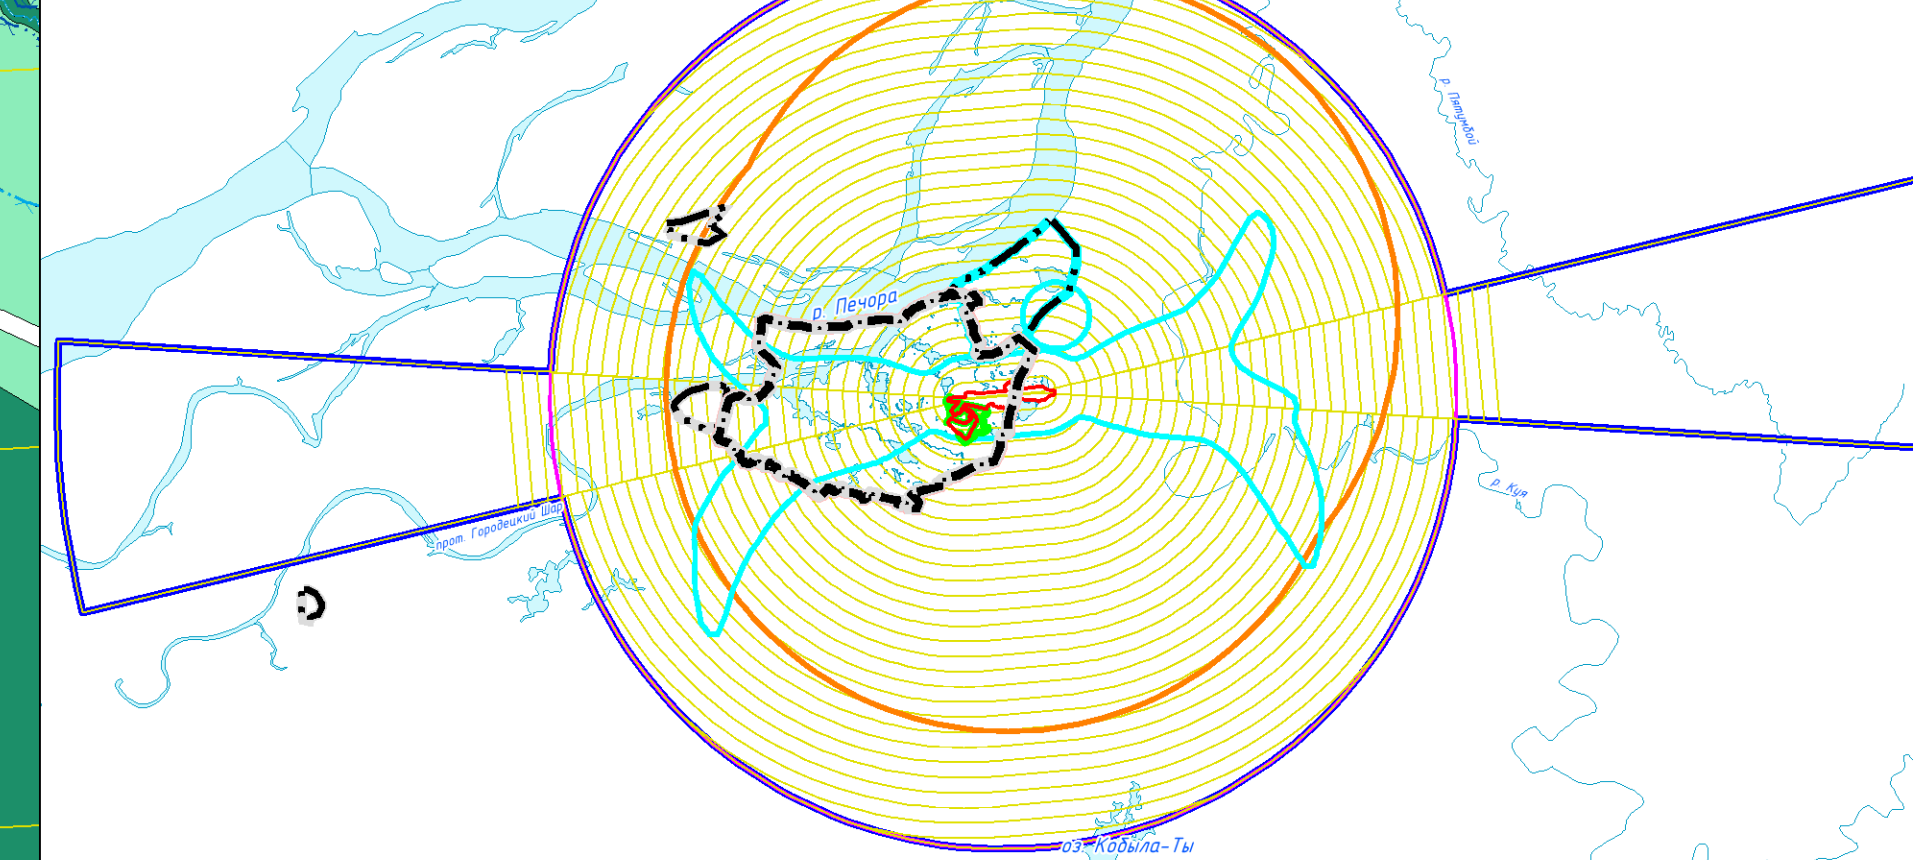 р. Пятумбой
р. Печора
р. Куя
прот. Городецкий Шар
оз. Кобыла-Ты